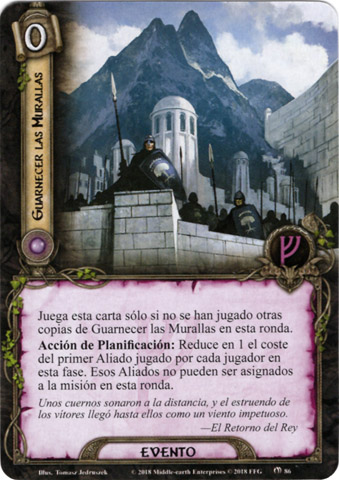 0
Guarnecer las Murallas
Juega esta carta sólo si no se han jugado otras
copias de Guarnecer las Murallas en esta ronda.
Acción de Planificación: Reduce en 1 el coste
del primer Aliado jugado por cada jugador en
esta fase. Esos Aliados no pueden ser asignados
a la misión en esta ronda.
Unos cuernos sonaron a la distancia, y el estruendo de
los vítores llegó hasta ellos como un viento impetuoso.
—El Retorno del Rey
EVENTO
Illus. Tomasz Jedruszek © 2018 Middle-earth Enterprises © 2018 FFG 86